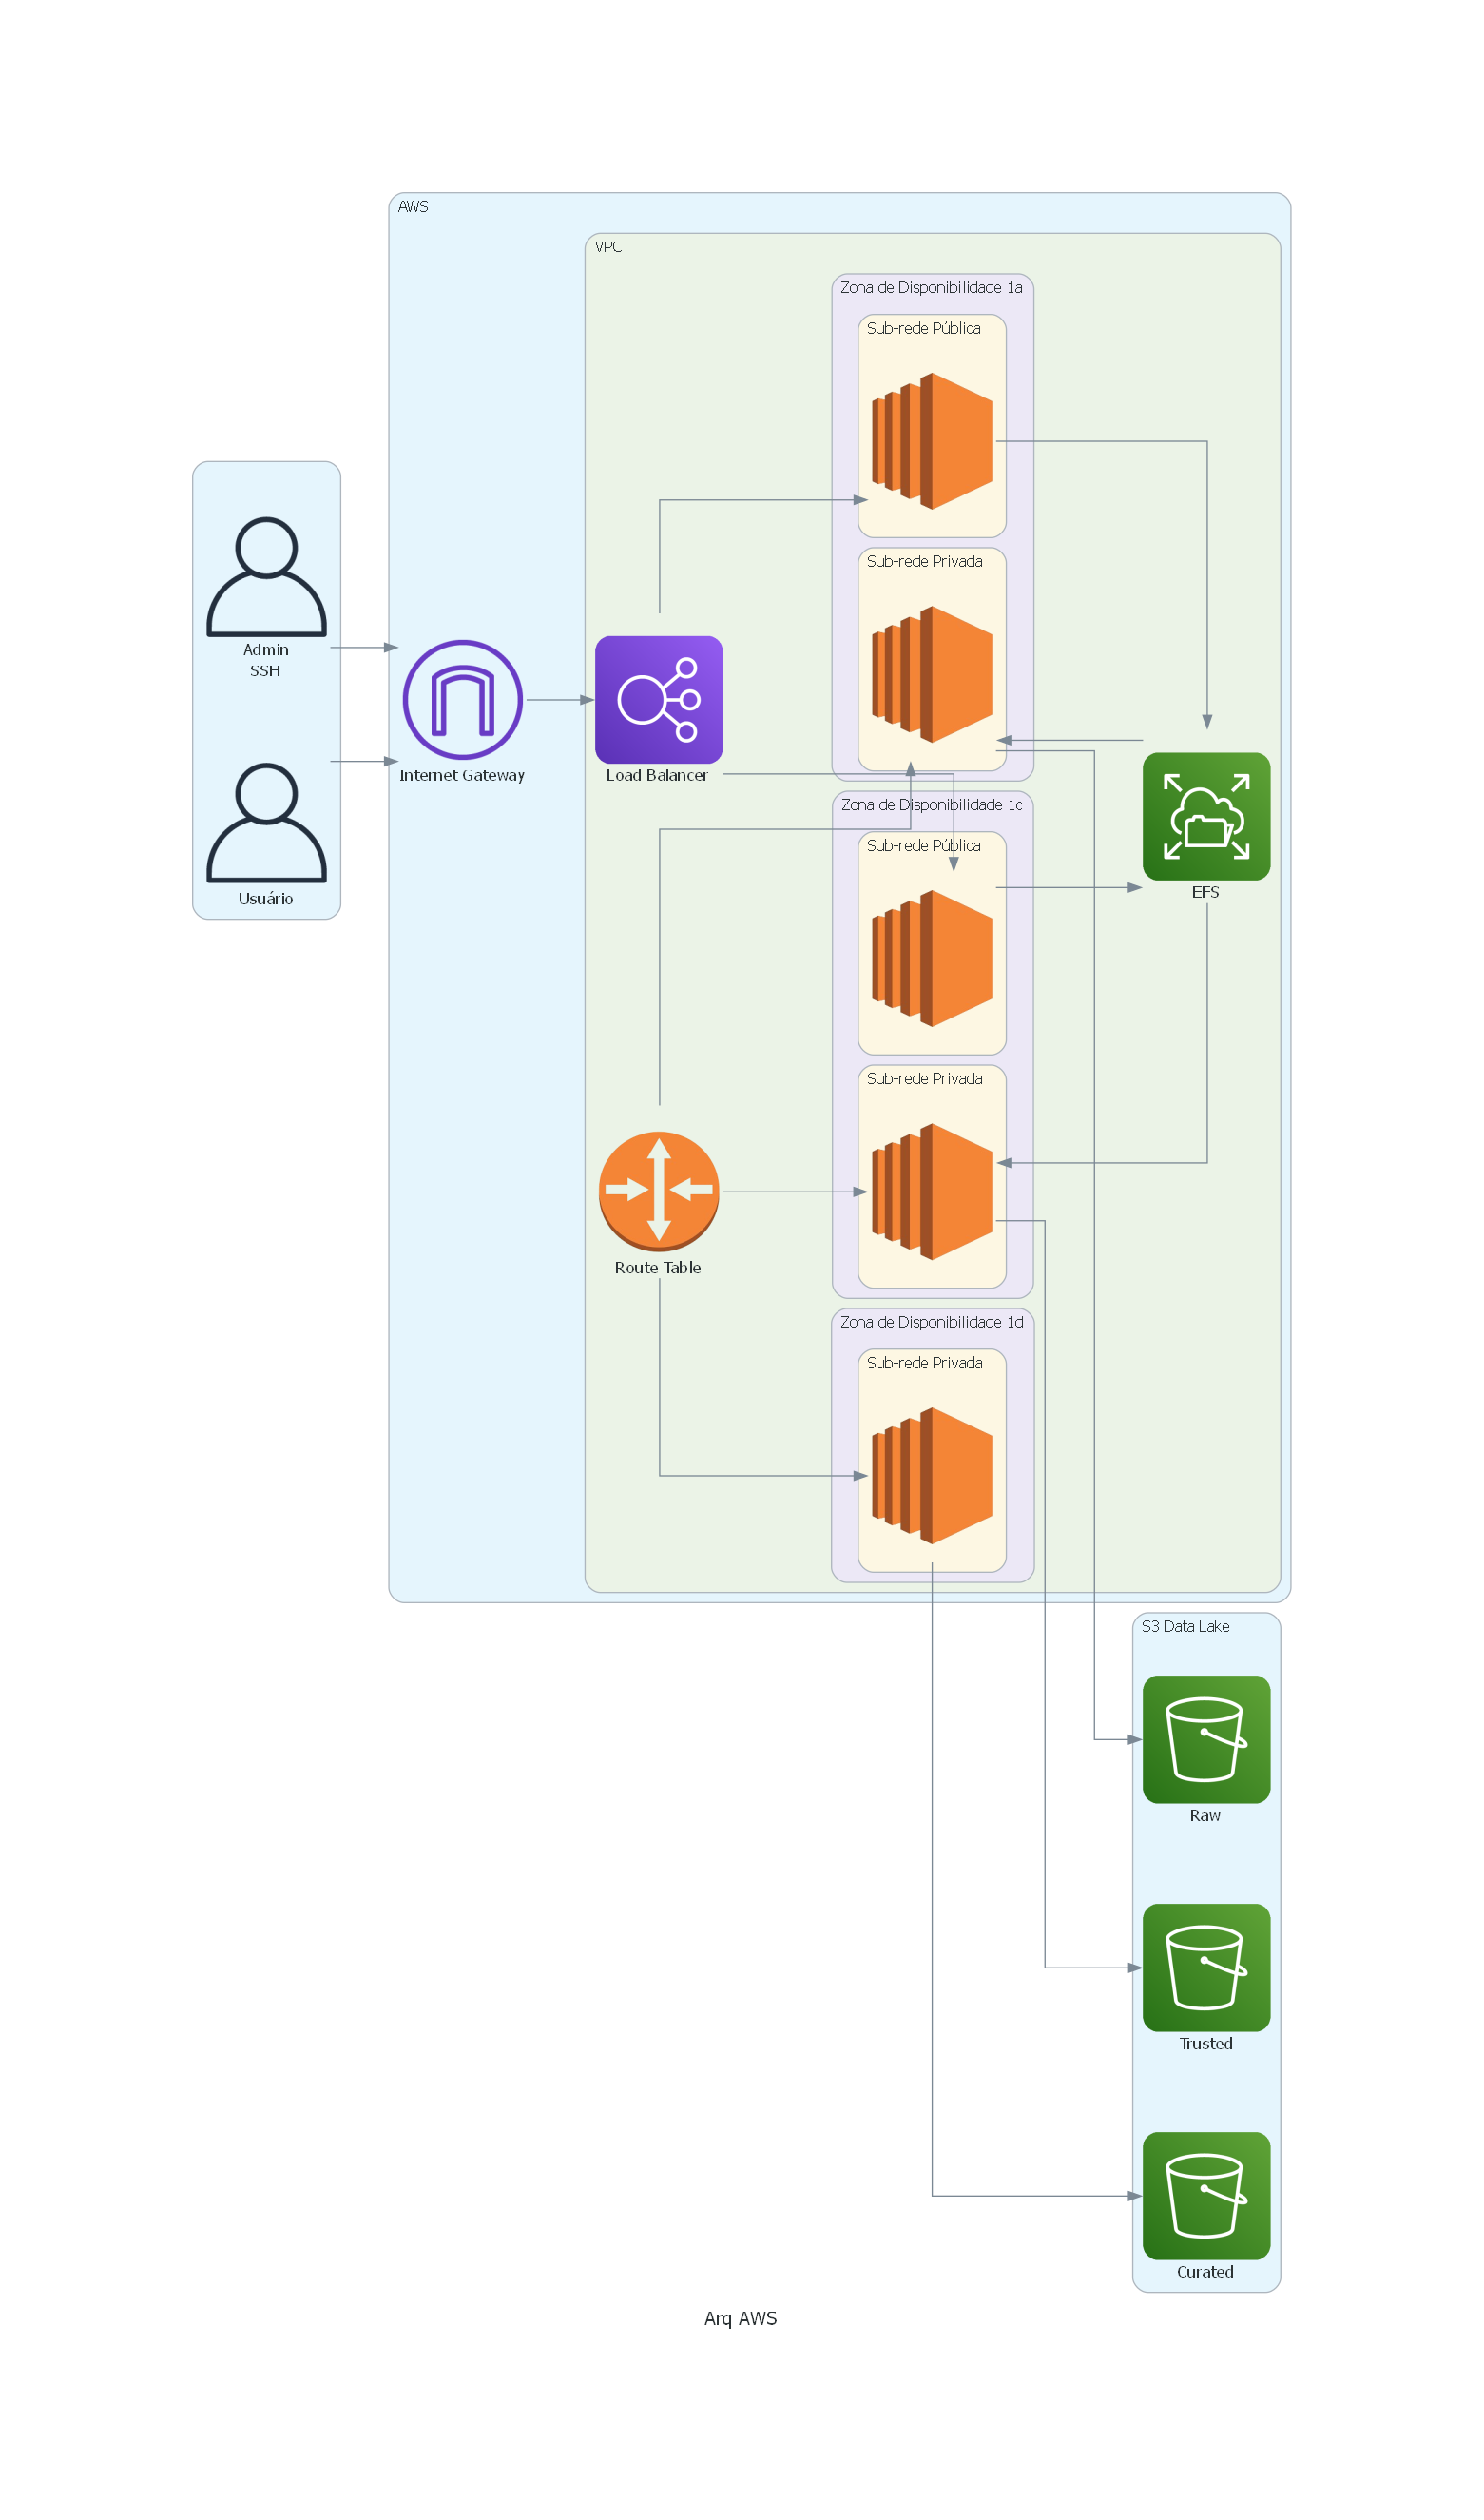 AWS
VPC
Zona de Disponibilidade 1a
Sub-rede Pública
Sub-rede Privada
Admin
SSH
Usuário
Internet Gateway
Load Balancer
Zona de Disponibilidade 1c
Sub-rede Pública
EFS
Sub-rede Privada
Route Table
Zona de Disponibilidade 1d
Sub-rede Privada
S3 Data Lake
Raw
Trusted
Curated
Arq AWS